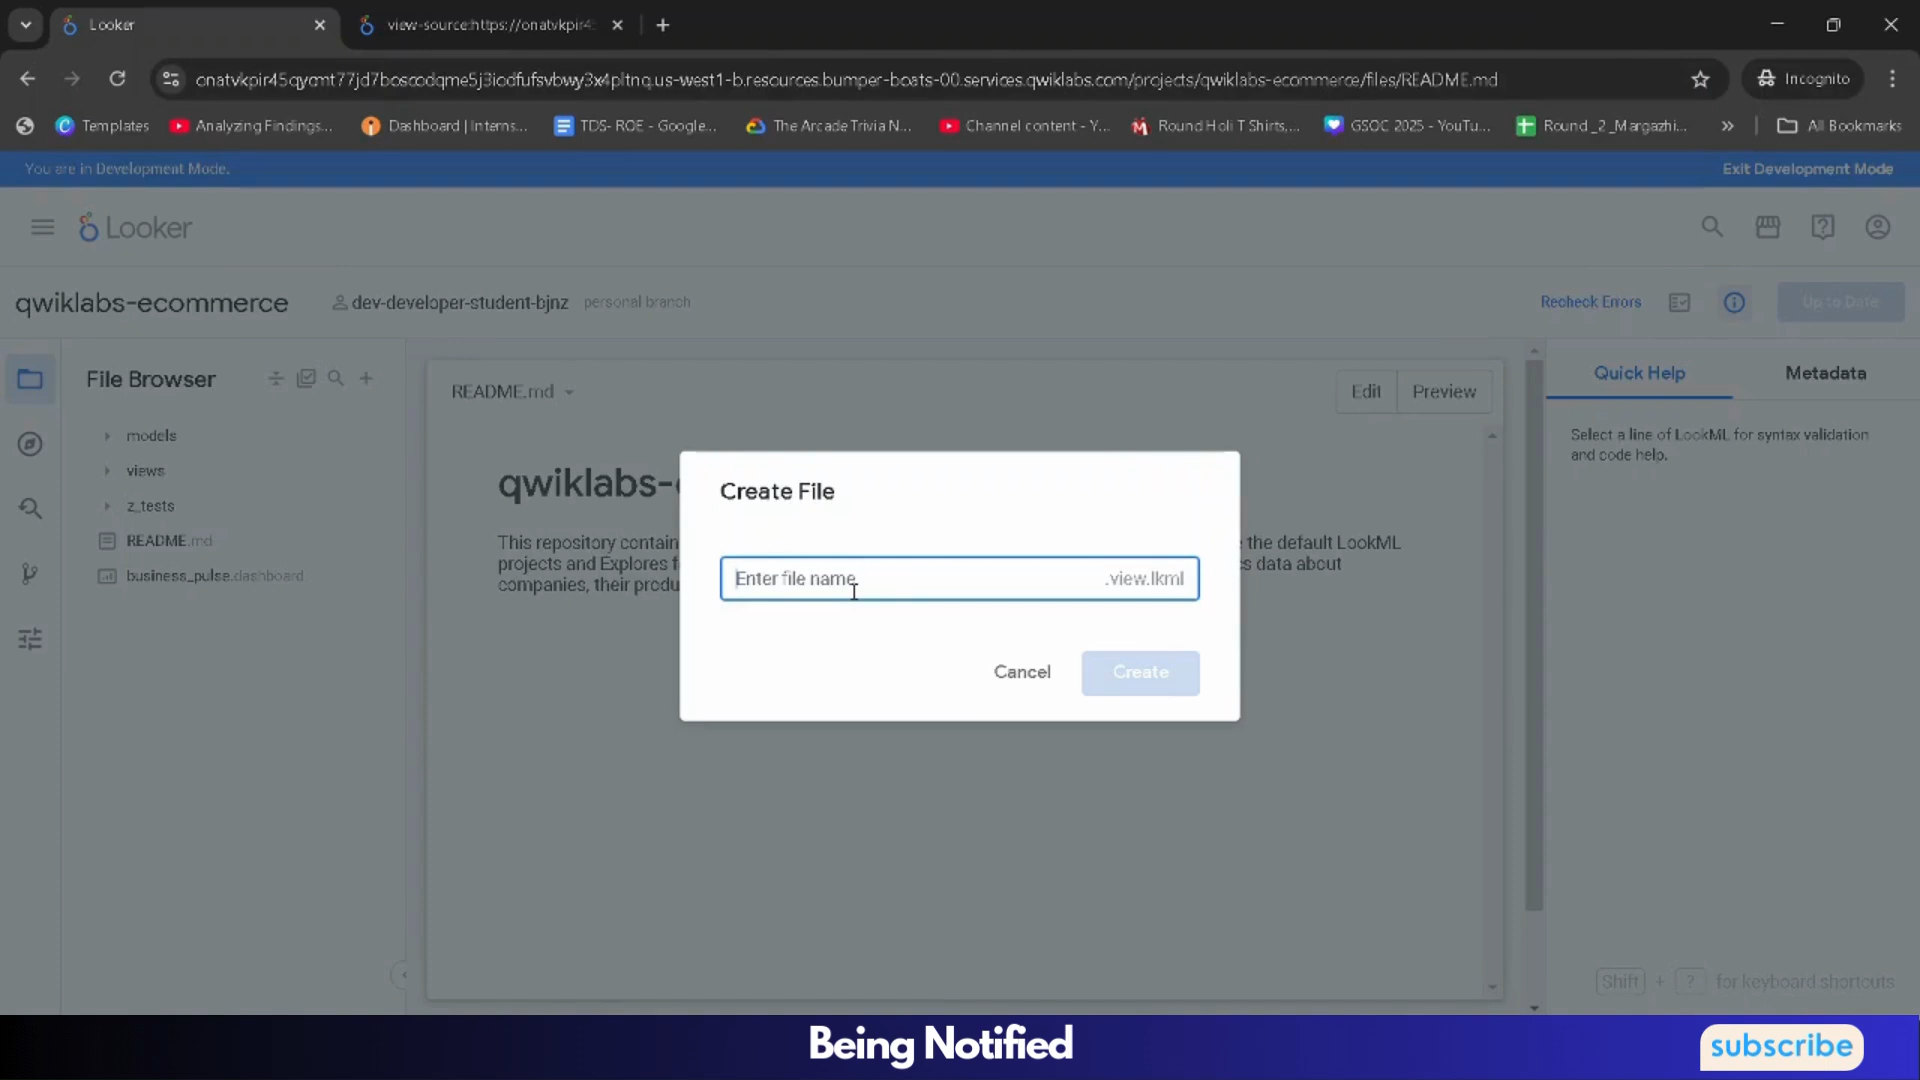 Looker
view-source:https://onatvkpir4
onatvkpir45qycmt77jd7bcscodqme5j3iodfufsvbwy3x4pltnq.us-west1-b.resources.bumper-boats-00.services.qwiklabs.com/projects/qwiklabs-ecommerce/files/README.md
Incognito
Templates
Analyzing Findings...
Dashboard | Interns...
TDS- ROE - Google...
The Arcade Trivia N...
Channel content - Y...
Round Holi T Shirts,...
GSOC 2025 - YouTu...
Round _2 _Margazhi...
All Bookmarks
You are in Development Mode.
Exit Development Mode
Looker
qwiklabs-ecommerce
dev-developer-student-bjnz personal branch
Recheck Errors
Up to Date
File Browser
models
views
z_tests
README.md
business_pulse.dashboard
README.md
Edit
Preview
qwiklabs-
This repository contain
projects and Explores f
companies, their produ
the default LookML
s data about
Create File
Enter file name
.view.lkml
Cancel
Create
Quick Help
Metadata
Select a line of LookML for syntax validation
and code help.
Shift + ? for keyboard shortcuts
Being Notified
subscribe